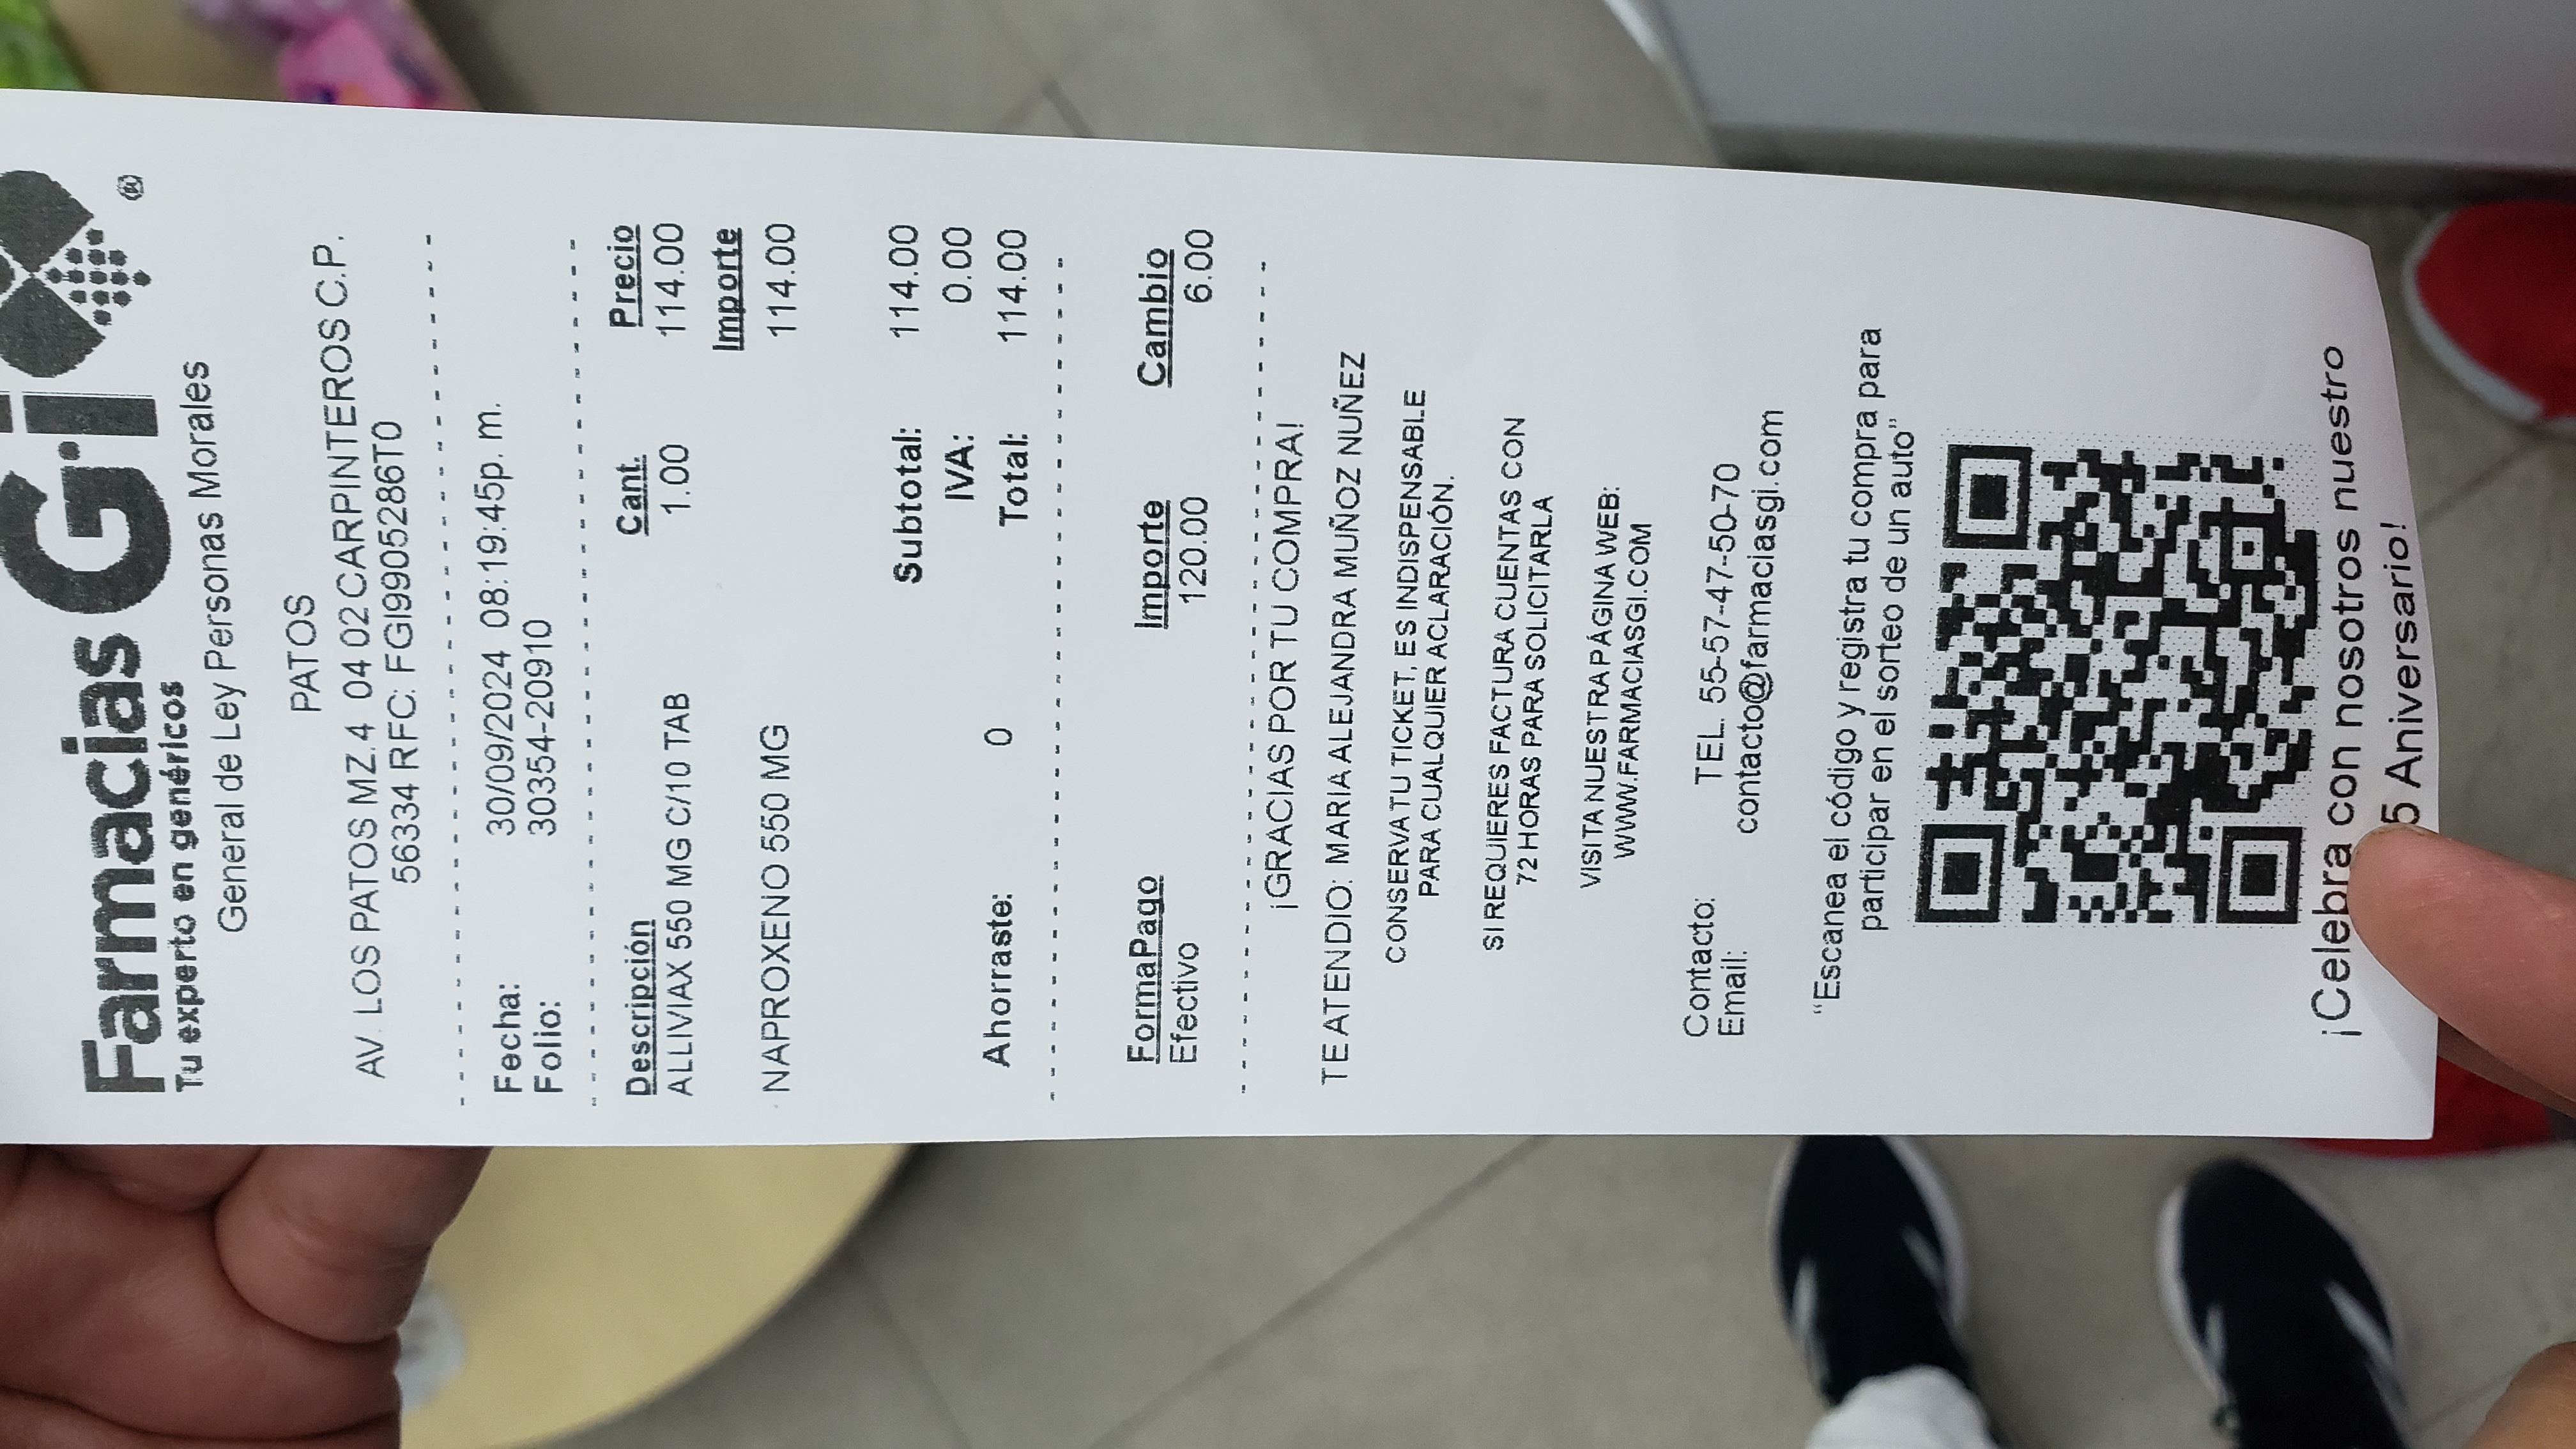 Farmacias Gi®
Tu experto en genéricos
General de Ley Personas Morales
PATOS
AV. LOS PATOS MZ.4 04 02 CARPINTEROS C.P.
56334 RFC: FGI9905286T0
Fecha: 30/09/2024 08:19:45p. m.
Folio: 30354-20910
Descripción Cant. Precio
ALLIVIAX 550 MG C/10 TAB 1.00 114.00
Importe
NAPROXENO 550 MG 114.00
Subtotal: 114.00
IVA: 0.00
Ahorraste: 0 Total: 114.00
FormaPago Importe Cambio
Efectivo 120.00 6.00
¡GRACIAS POR TU COMPRA!
TE ATENDIO: MARIA ALEJANDRA MUÑOZ NUÑEZ
CONSERVA TU TICKET, ES INDISPENSABLE
PARA CUALQUIER ACLARACIÓN.
SI REQUIERES FACTURA CUENTAS CON
72 HORAS PARA SOLICITARLA
VISITA NUESTRA PÁGINA WEB:
WWW.FARMACIASGI.COM
Contacto: TEL. 55-57-47-50-70
Email: contacto@farmaciasgi.com
"Escanea el código y registra tu compra para
participar en el sorteo de un auto"
¡Celebra con nosotros nuestro
5 Aniversario!